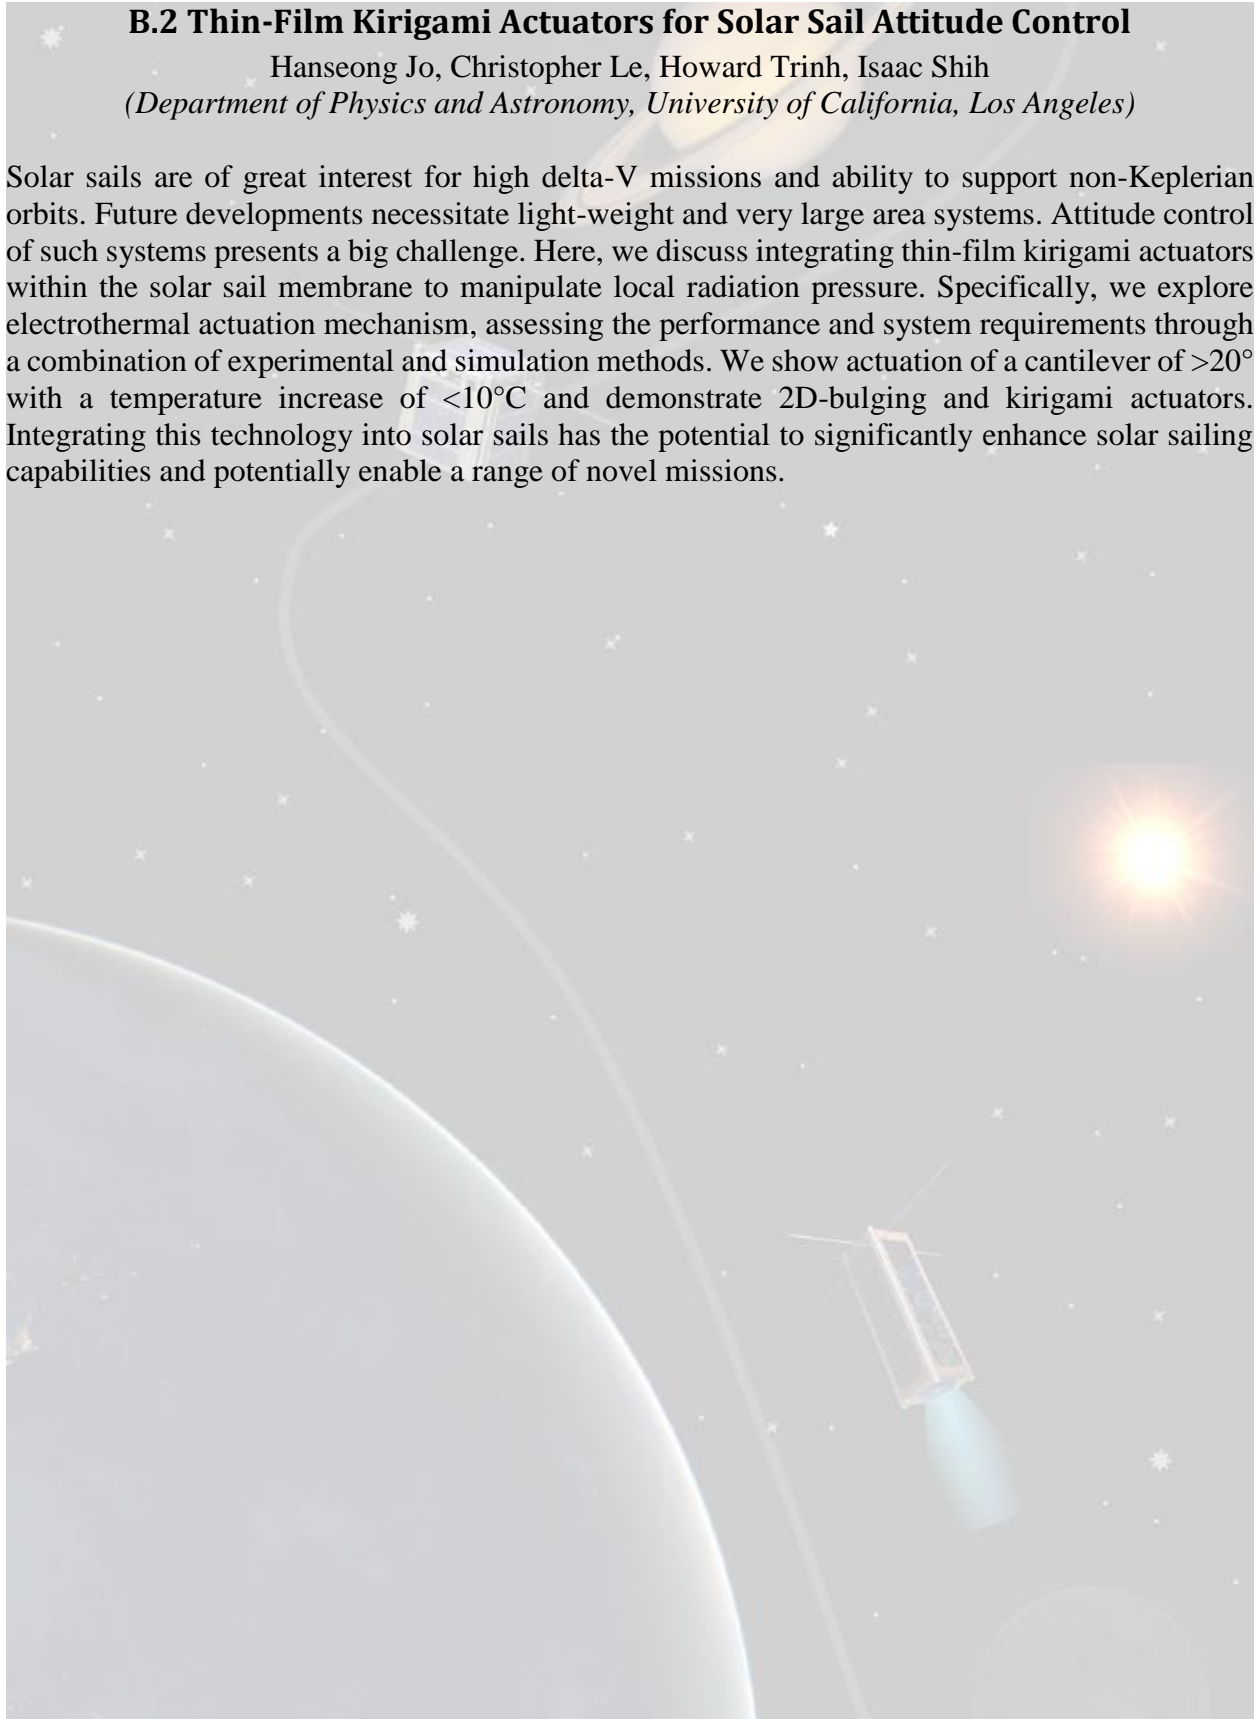 B.2 Thin-Film Kirigami Actuators for Solar Sail Attitude Control
Hanseong Jo, Christopher Le, Howard Trinh, Isaac Shih
(Department of Physics and Astronomy, University of California, Los Angeles)
Solar sails are of great interest for high delta-V missions and ability to support non-Keplerian
orbits. Future developments necessitate light-weight and very large area systems. Attitude control
of such systems presents a big challenge. Here, we discuss integrating thin-film kirigami actuators
within the solar sail membrane to manipulate local radiation pressure. Specifically, we explore
electrothermal actuation mechanism, assessing the performance and system requirements through
a combination of experimental and simulation methods. We show actuation of a cantilever of >20°
with a temperature increase of <10°C and demonstrate 2D-bulging and kirigami actuators.
Integrating this technology into solar sails has the potential to significantly enhance solar sailing
capabilities and potentially enable a range of novel missions.